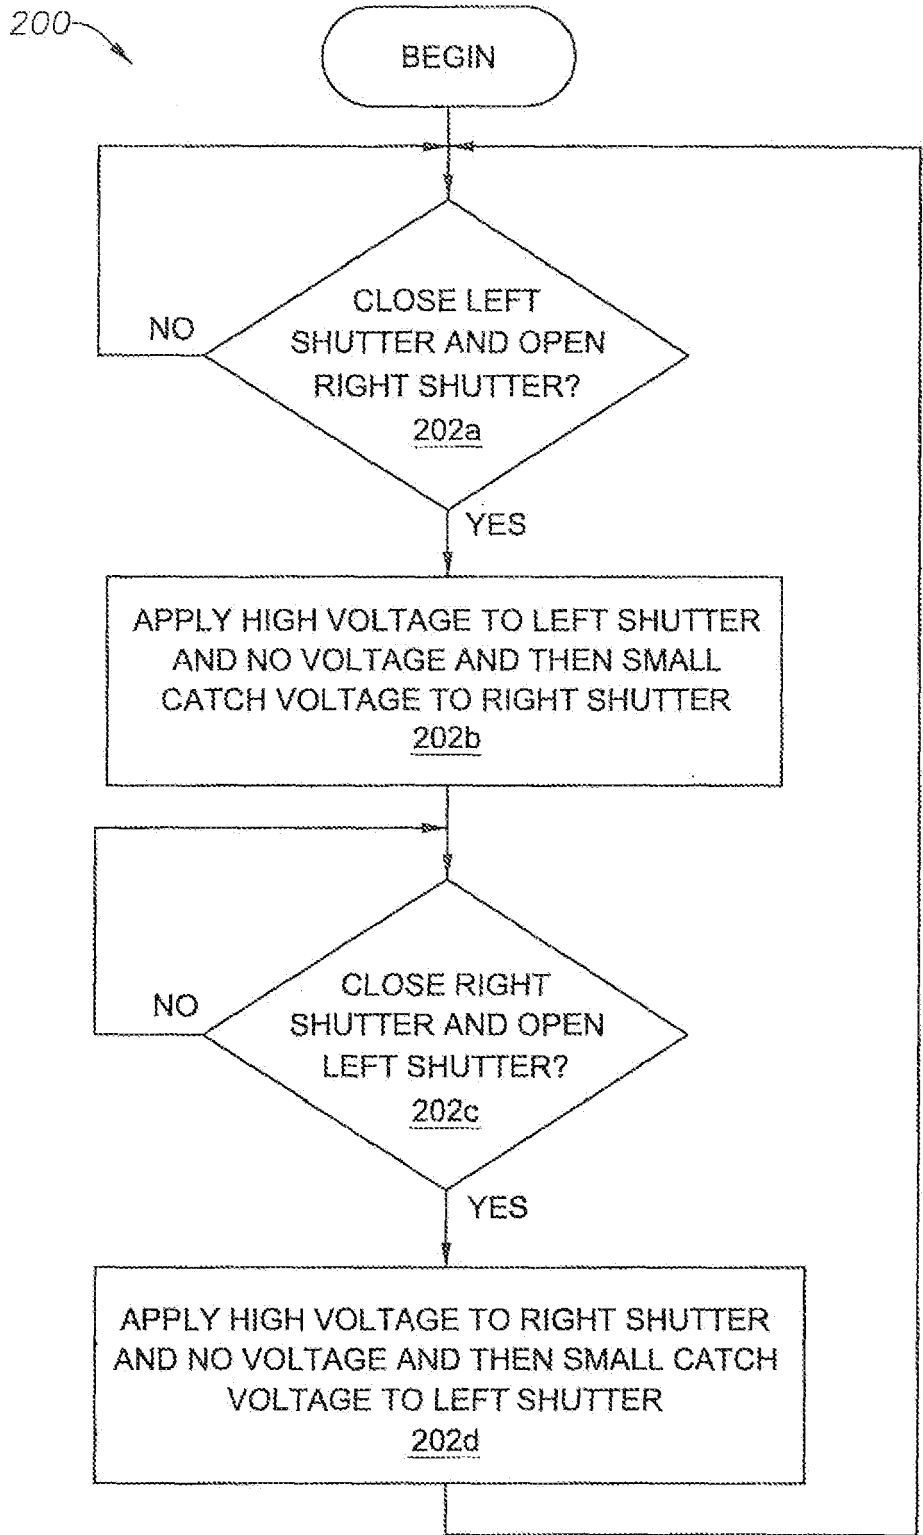 200
BEGIN
CLOSE LEFT
SHUTTER AND OPEN
RIGHT SHUTTER?
202a
NO
YES
APPLY HIGH VOLTAGE TO LEFT SHUTTER
AND NO VOLTAGE AND THEN SMALL
CATCH VOLTAGE TO RIGHT SHUTTER
202b
CLOSE RIGHT
SHUTTER AND OPEN
LEFT SHUTTER?
202c
NO
YES
APPLY HIGH VOLTAGE TO RIGHT SHUTTER
AND NO VOLTAGE AND THEN SMALL CATCH
VOLTAGE TO LEFT SHUTTER
202d